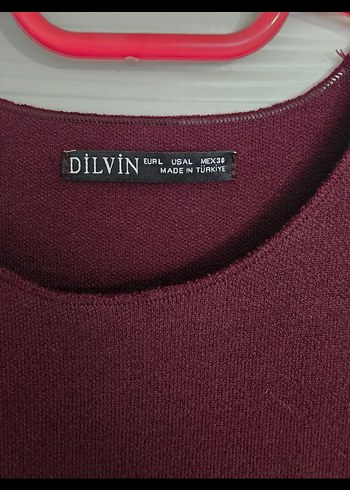 DİLVİN EUR L USA L MEX 38
MADE IN TÜRKİYE